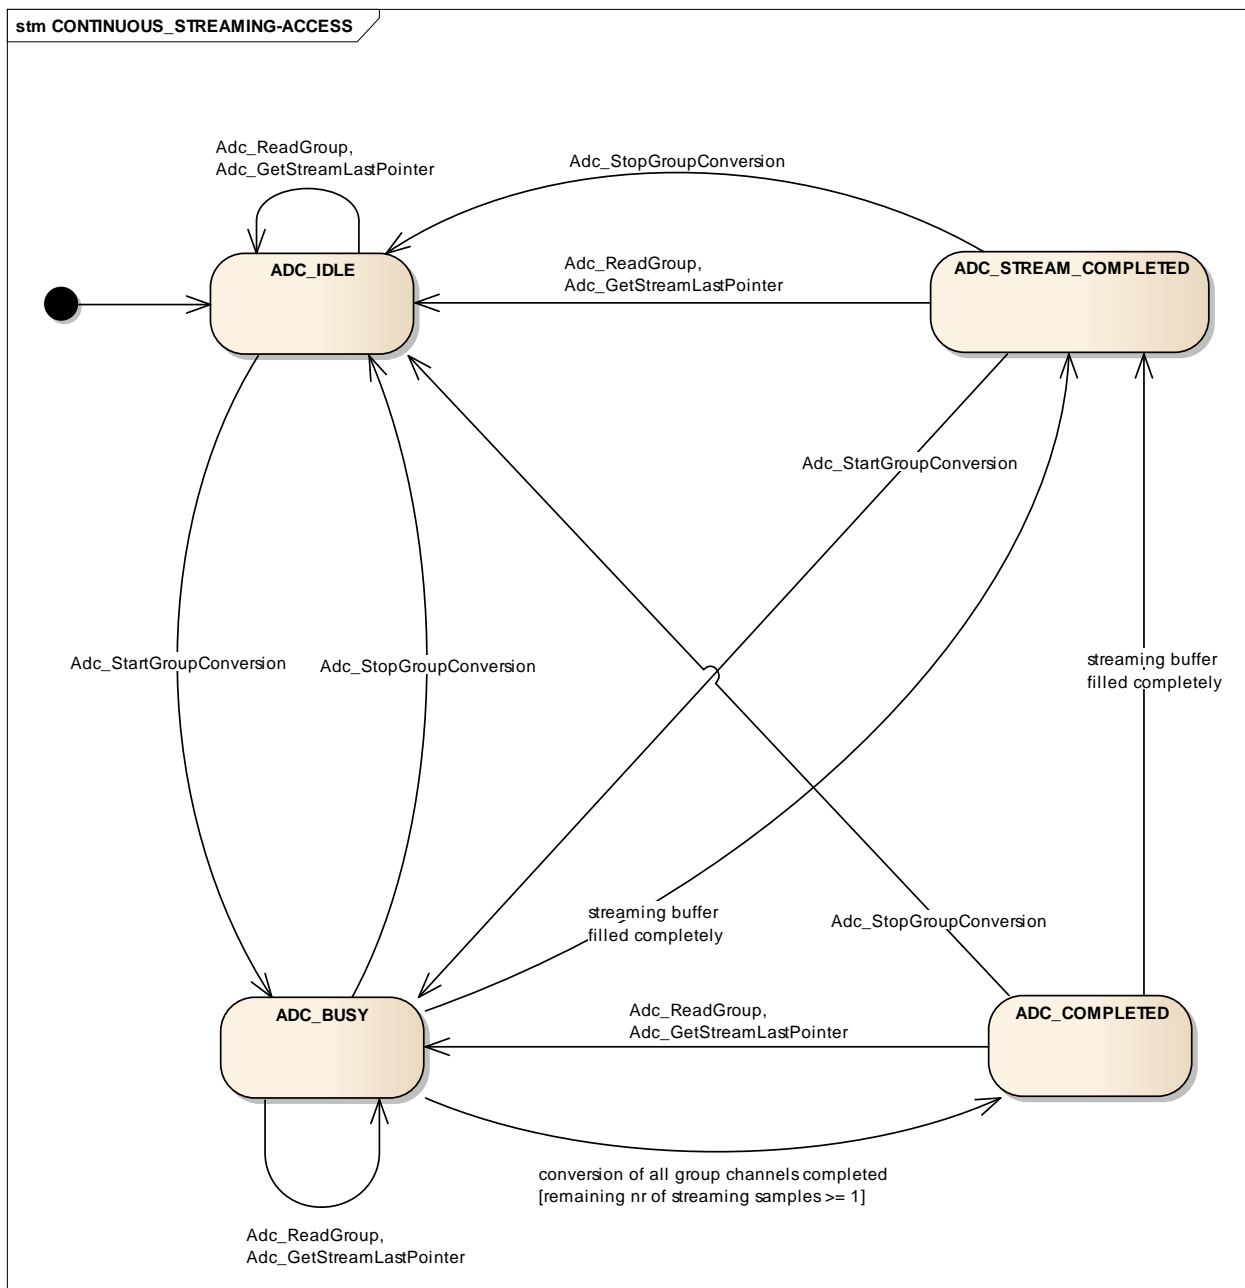 stm CONTINUOUS_STREAMING-ACCESS
Adc_ReadGroup,
Adc_GetStreamLastPointer
Adc_StopGroupConversion
ADC_IDLE
Adc_ReadGroup,
Adc_GetStreamLastPointer
ADC_STREAM_COMPLETED
Adc_StartGroupConversion
Adc_StartGroupConversion
Adc_StopGroupConversion
streaming buffer
filled completely
streaming buffer
filled completely
Adc_StopGroupConversion
ADC_BUSY
Adc_ReadGroup,
Adc_GetStreamLastPointer
ADC_COMPLETED
conversion of all group channels completed
[remaining nr of streaming samples >= 1]
Adc_ReadGroup,
Adc_GetStreamLastPointer